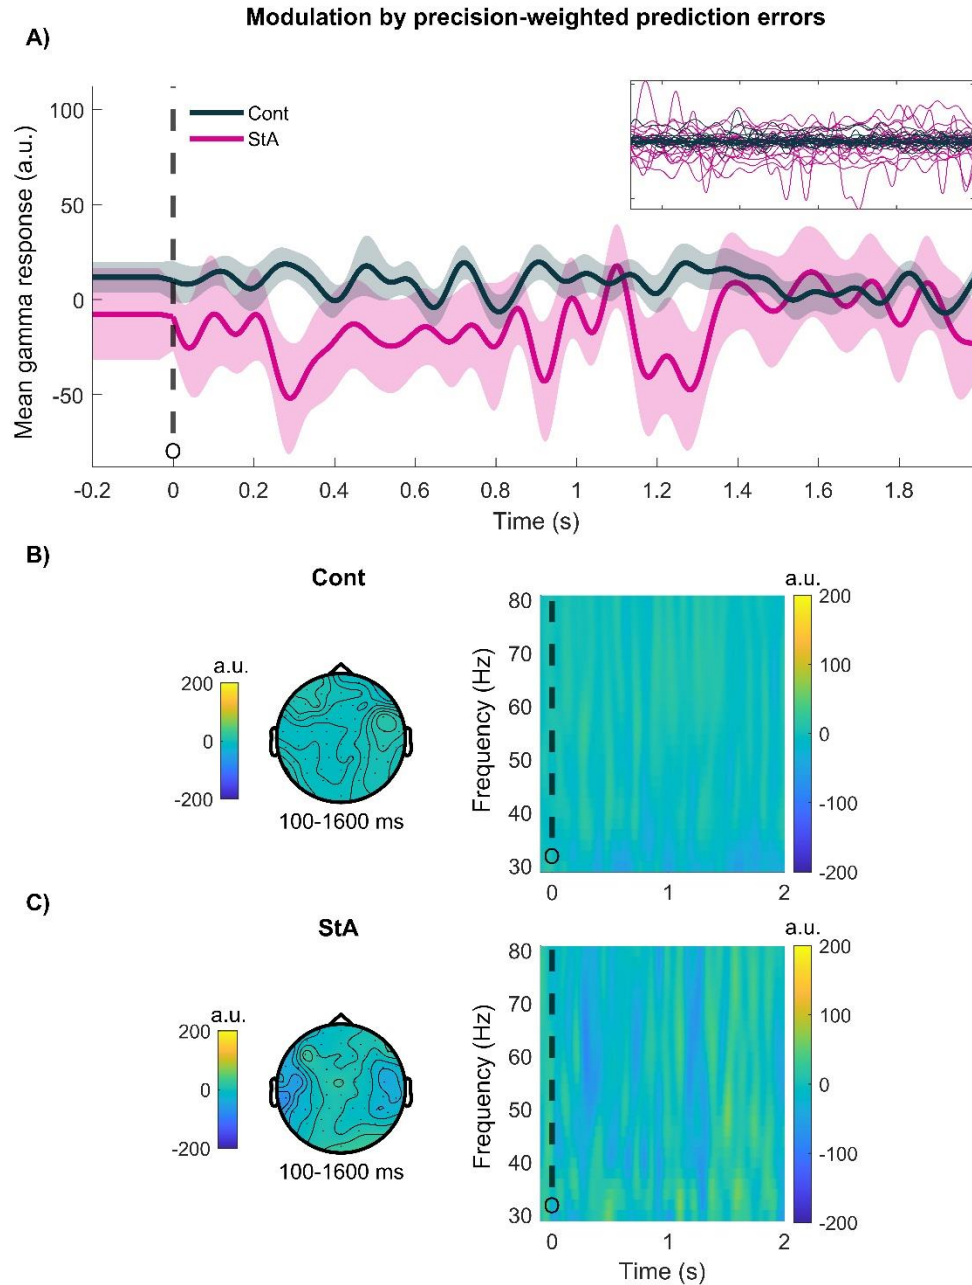 Modulation by precision-weighted prediction errors
A)
Mean gamma response (a.u.)
100
50
0
-50
Cont
StA
O
-0.2 0 0.2 0.4 0.6 0.8 1 1.2 1.4 1.6 1.8
Time (s)
B)
Cont
a.u.
200
0
-200
100-1600 ms
Frequency (Hz)
80
70
60
50
40
30
O
0 1 2
a.u.
200
100
0
-100
-200
C)
StA
a.u.
200
0
-200
100-1600 ms
Frequency (Hz)
80
70
60
50
40
30
O
0 1 2
Time (s)
a.u.
200
100
0
-100
-200